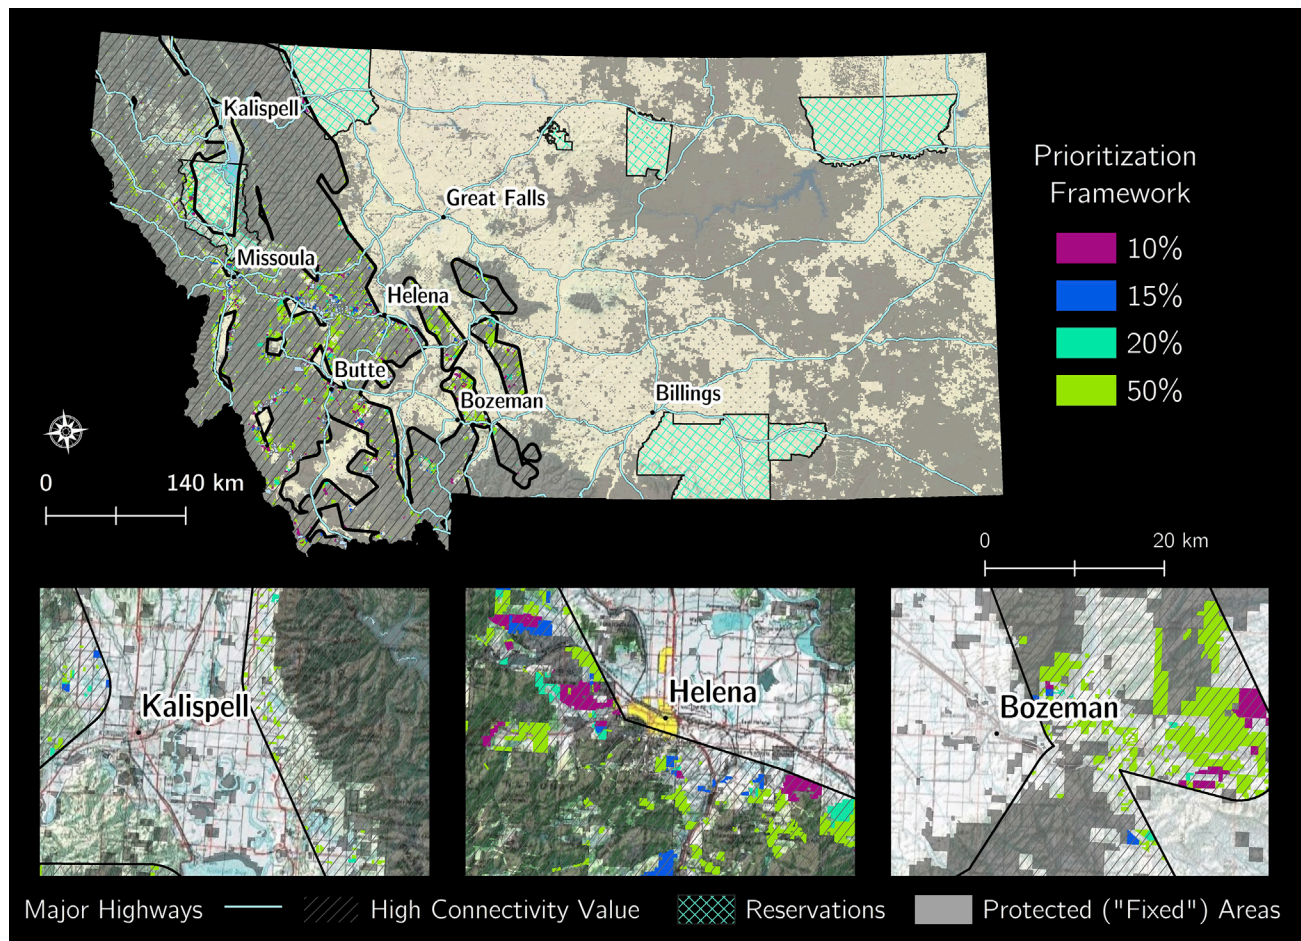 Kalispell
Great Falls
Missoula
Helena
Butte
Bozeman
Billings
Prioritization
Framework
10%
15%
20%
50%
0 140 km
0 20 km
Kalispell
Helena
Bozeman
Major Highways
High Connectivity Value
Reservations
Protected ("Fixed") Areas